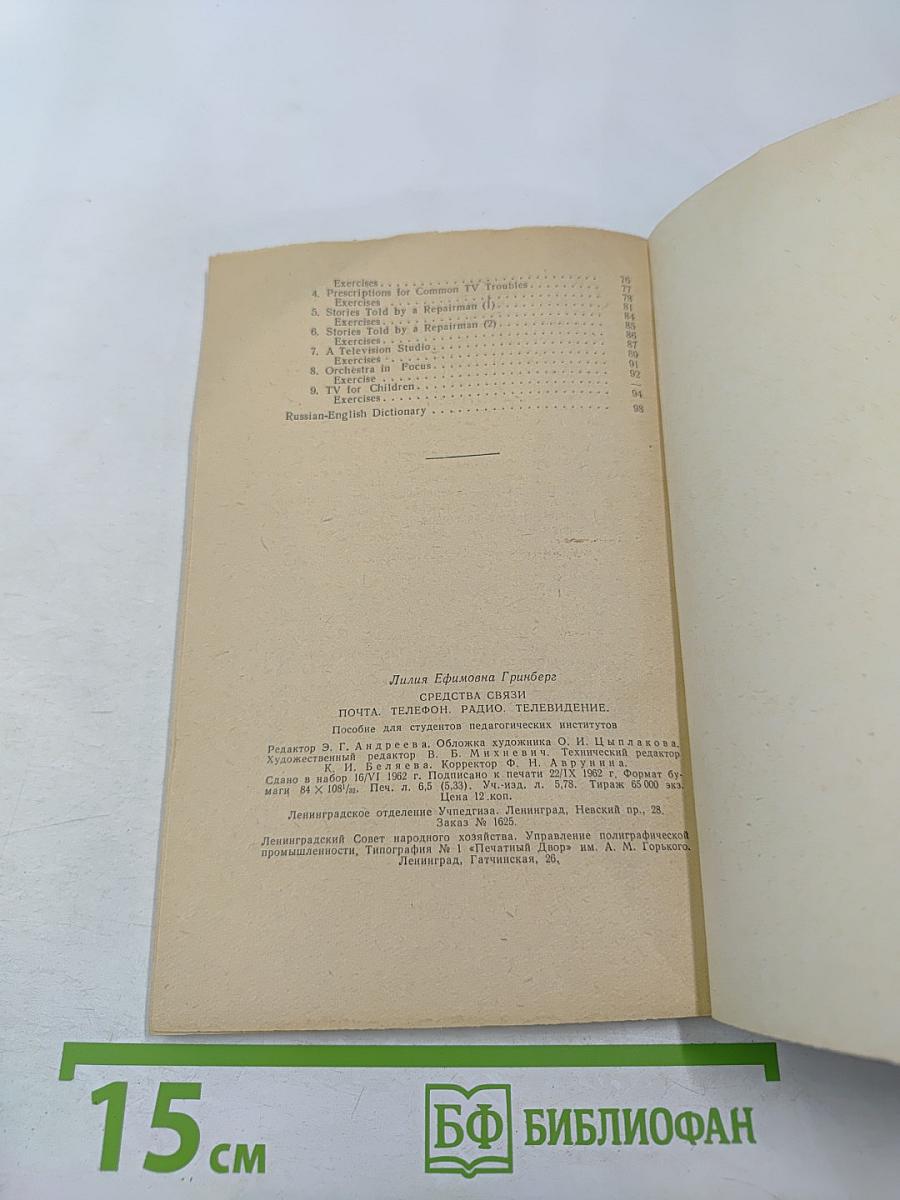 Exercises . . . . . . . . . . . . . . . . . . . . . . . 76
4. Prescriptions for Common TV Troubles . . . . . . . . . 77
Exercises . . . . . . . . . . . . . . . . . . . . . . . 78
5. Stories Told by a Repairman (1) . . . . . . . . . . . . 81
Exercises . . . . . . . . . . . . . . . . . . . . . . . 84
6. Stories Told by a Repairman (2) . . . . . . . . . . . . 85
Exercises . . . . . . . . . . . . . . . . . . . . . . . 86
7. A Television Studio . . . . . . . . . . . . . . . . . . 87
Exercises . . . . . . . . . . . . . . . . . . . . . . . 89
8. Orchestra in Focus . . . . . . . . . . . . . . . . . . 91
Exercise . . . . . . . . . . . . . . . . . . . . . . . 92
9. TV for Children . . . . . . . . . . . . . . . . . . . —
Exercises . . . . . . . . . . . . . . . . . . . . . . . 94
Russian-English Dictionary . . . . . . . . . . . . . . . 98
Лилия Ефимовна Гринберг
СРЕДСТВА СВЯЗИ
ПОЧТА. ТЕЛЕФОН. РАДИО. ТЕЛЕВИДЕНИЕ.
Пособие для студентов педагогических институтов
Редактор Э. Г. Андреева. Обложка художника О. И. Цыплакова.
Художественный редактор В. Б. Михневич. Технический редактор
К. И. Беляева. Корректор Ф. Н. Аврунина.
Сдано в набор 16/VI 1962 г. Подписано к печати 22/IX 1962 г, Формат бу-
маги 84 × 108¹/₃₂. Печ. л. 6,5 (5,33). Уч.-изд. л. 5,78. Тираж 65 000 экз.
Цена 12 коп.
Ленинградское отделение Учпедгиза. Ленинград, Невский пр., 28.
Заказ № 1625.
Ленинградский Совет народного хозяйства. Управление полиграфической
промышленности, Типография № 1 «Печатный Двор» им. А. М. Горького.
Ленинград, Гатчинская, 26,
15 см
БФ БИБЛИОФАН